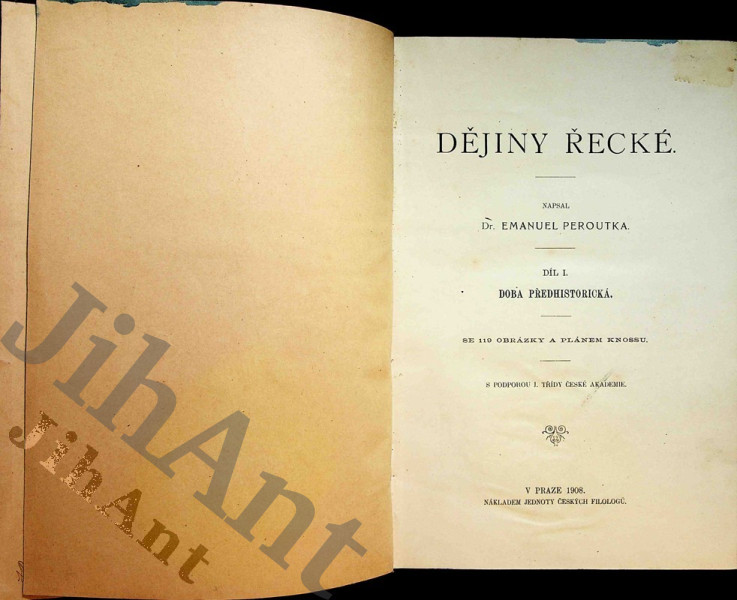 DĚJINY ŘECKÉ.
NAPSAL
Dr. EMANUEL PEROUTKA.
DÍL I.
DOBA PŘEDHISTORICKÁ.
SE 119 OBRÁZKY A PLÁNEM KNOSSU.
S PODPOROU I. TŘÍDY ČESKÉ AKADEMIE.
V PRAZE 1908.
NÁKLADEM JEDNOTY ČESKÝCH FILOLOGŮ.
JihAnt
JihAnt